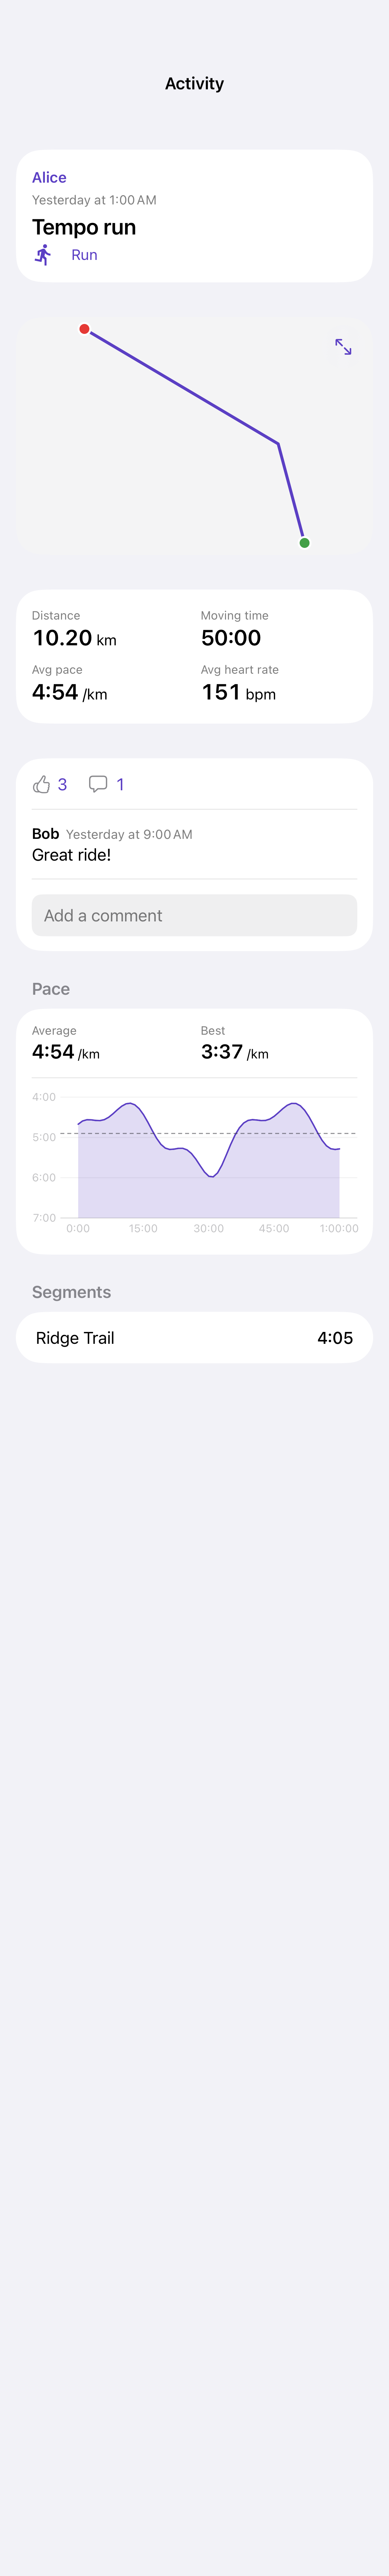 Activity
Alice
Yesterday at 1:00 AM
Tempo run
Run
Distance
Moving time
10.20 km
50:00
Avg pace
Avg heart rate
4:54 /km
151 bpm
3
1
Bob Yesterday at 9:00 AM
Great ride!
Add a comment
Pace
Average
Best
4:54 /km
3:37 /km
4:00
5:00
6:00
7:00
0:00 15:00 30:00 45:00 1:00:00
Segments
Ridge Trail 4:05